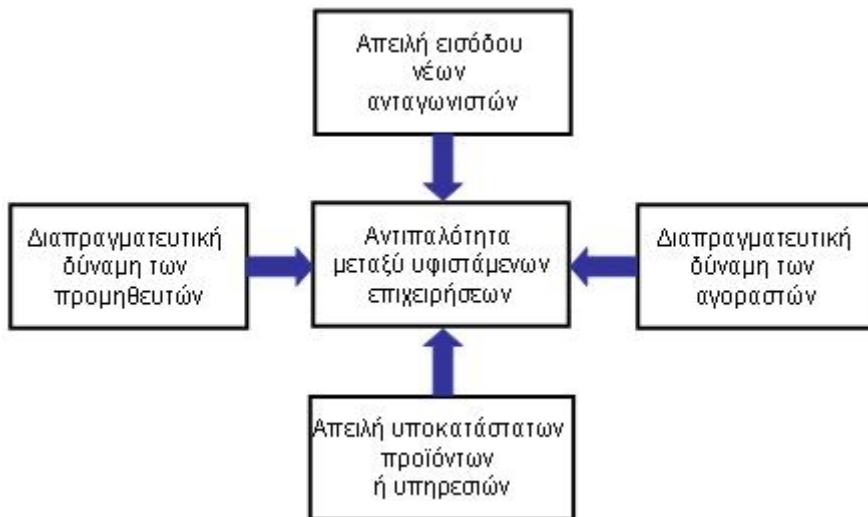 Απειλή εισόδου
νέων
ανταγωνιστών
Διαπραγματευτική
δύναμη των
προμηθευτών
Αντιπαλότητα
μεταξύ υφιστάμενων
επιχειρήσεων
Διαπραγματευτική
δύναμη των
αγοραστών
Απειλή υποκατάστατων
προϊόντων
ή υπηρεσιών